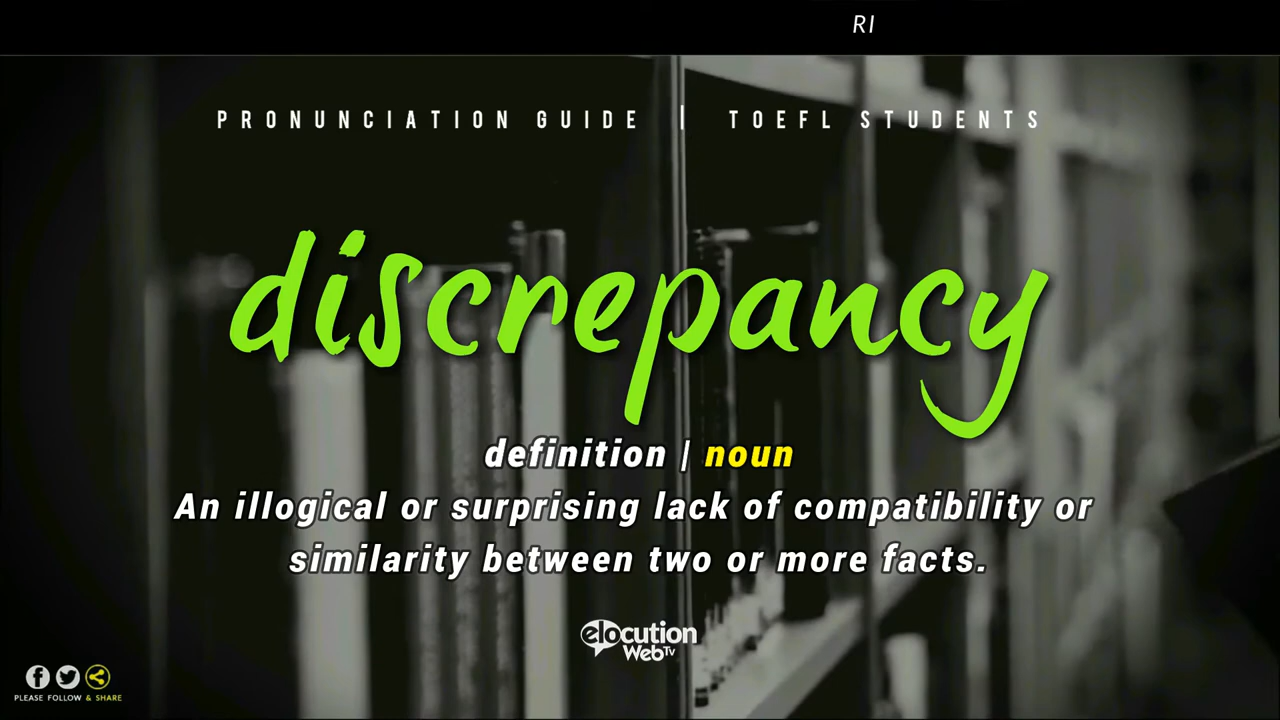 RI
PRONUNCIATION GUIDE | TOEFL STUDENTS
discrepancy
definition | noun
An illogical or surprising lack of compatibility or
similarity between two or more facts.
elocution
WebTv
PLEASE FOLLOW & SHARE